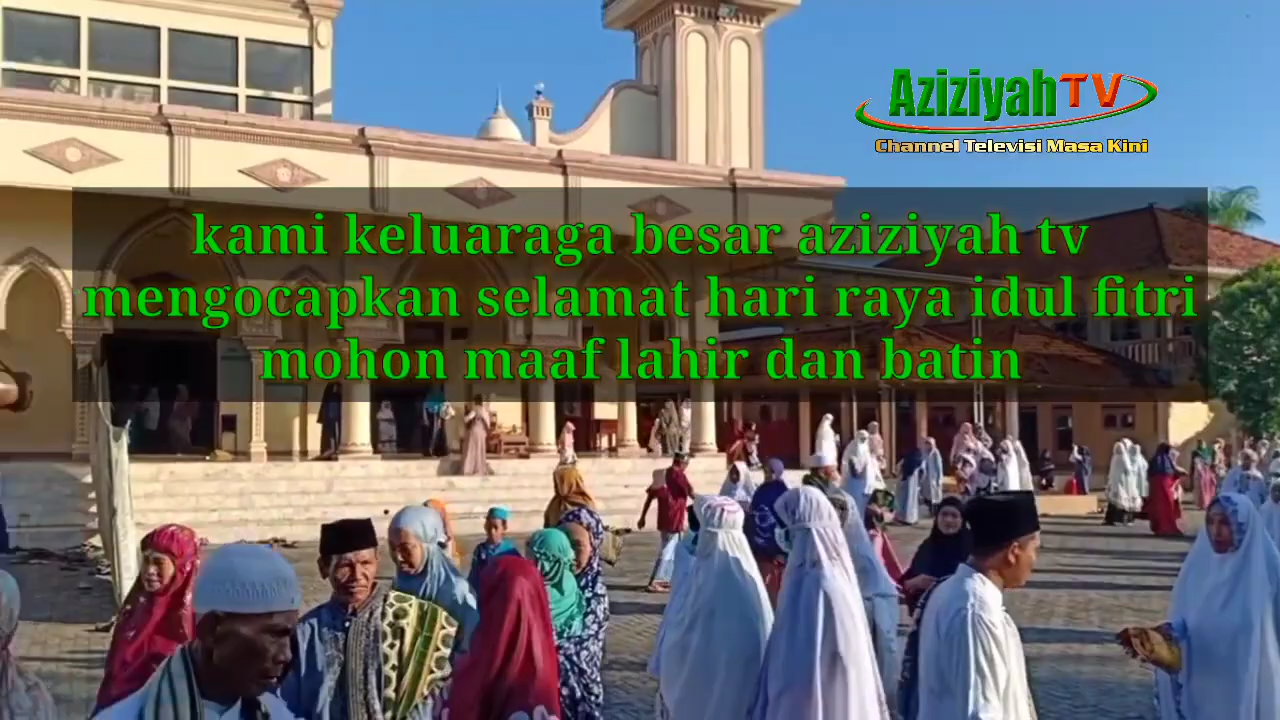 AziziyahTV
Channel Televisi Masa Kini
kami keluaraga besar aziziyah tv
mengocapkan selamat hari raya idul fitri
mohon maaf lahir dan batin